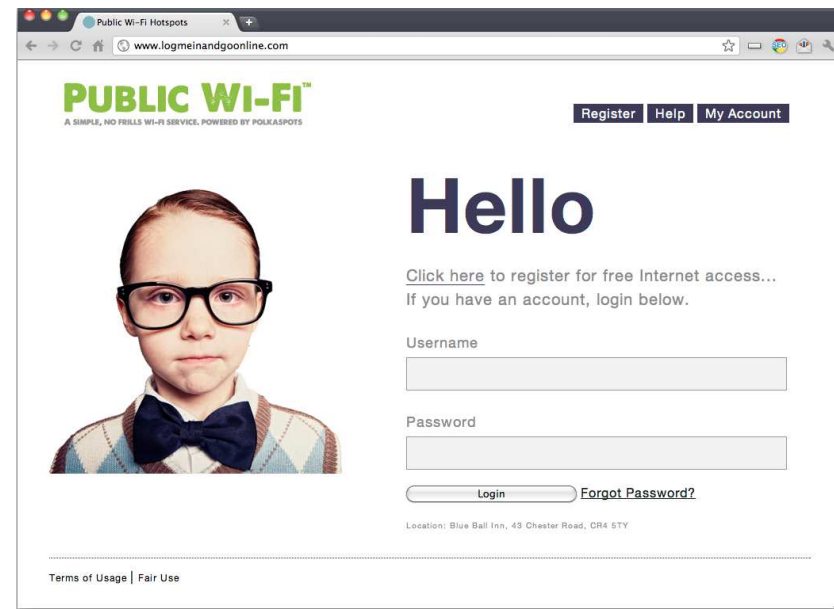 Public Wi-Fi Hotspots
www.logmeinandgoonline.com
SEO
PUBLIC WI-FI™
A SIMPLE, NO FRILLS WI-FI SERVICE. POWERED BY POLKASPOTS
Register Help My Account
Hello
Click here to register for free Internet access...
If you have an account, login below.
Username
Password
Login Forgot Password?
Location: Blue Ball Inn, 43 Chester Road, CR4 5TY
Terms of Usage | Fair Use